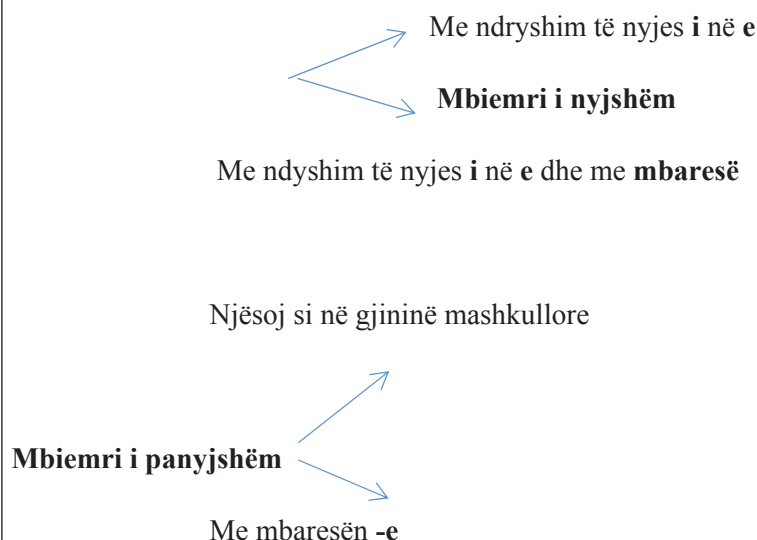 Me ndryshim të nyjes i në e
Mbiemri i nyjshëm
Me ndyshim të nyjes i në e dhe me mbaresë
Njësoj si në gjininë mashkullore
Mbiemri i panyjshëm
Me mbaresën -e